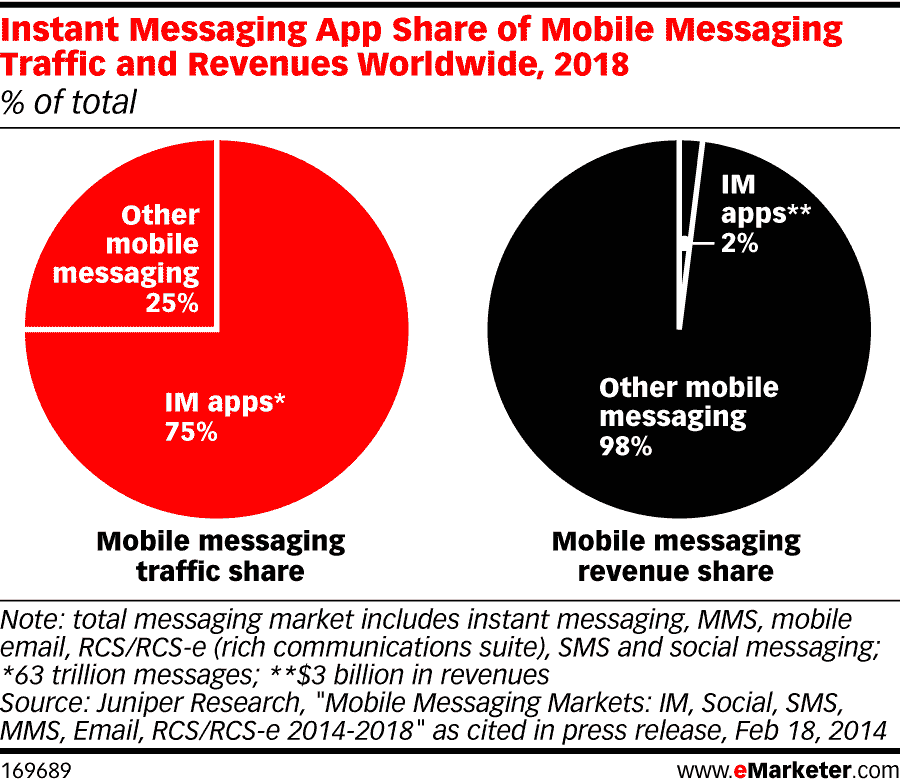 Instant Messaging App Share of Mobile Messaging
Traffic and Revenues Worldwide, 2018
% of total
Other
mobile
messaging
25%
IM apps*
75%
Mobile messaging
traffic share
IM
apps**
2%
Other mobile
messaging
98%
Mobile messaging
revenue share
Note: total messaging market includes instant messaging, MMS, mobile
email, RCS/RCS-e (rich communications suite), SMS and social messaging;
*63 trillion messages; **$3 billion in revenues
Source: Juniper Research, "Mobile Messaging Markets: IM, Social, SMS,
MMS, Email, RCS/RCS-e 2014-2018" as cited in press release, Feb 18, 2014
169689
www.eMarketer.com